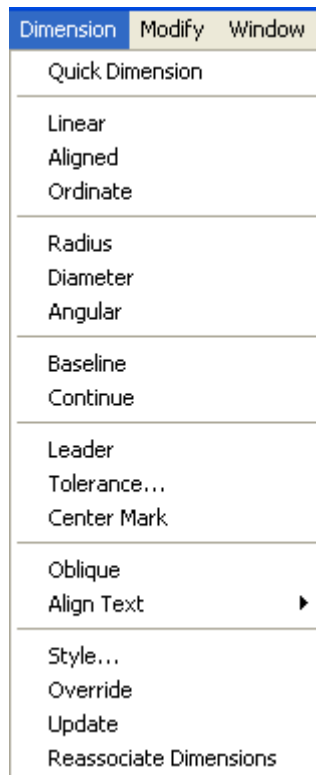 Dimension Modify Window
Quick Dimension
Linear
Aligned
Ordinate
Radius
Diameter
Angular
Baseline
Continue
Leader
Tolerance...
Center Mark
Oblique
Align Text
Style...
Override
Update
Reassociate Dimensions